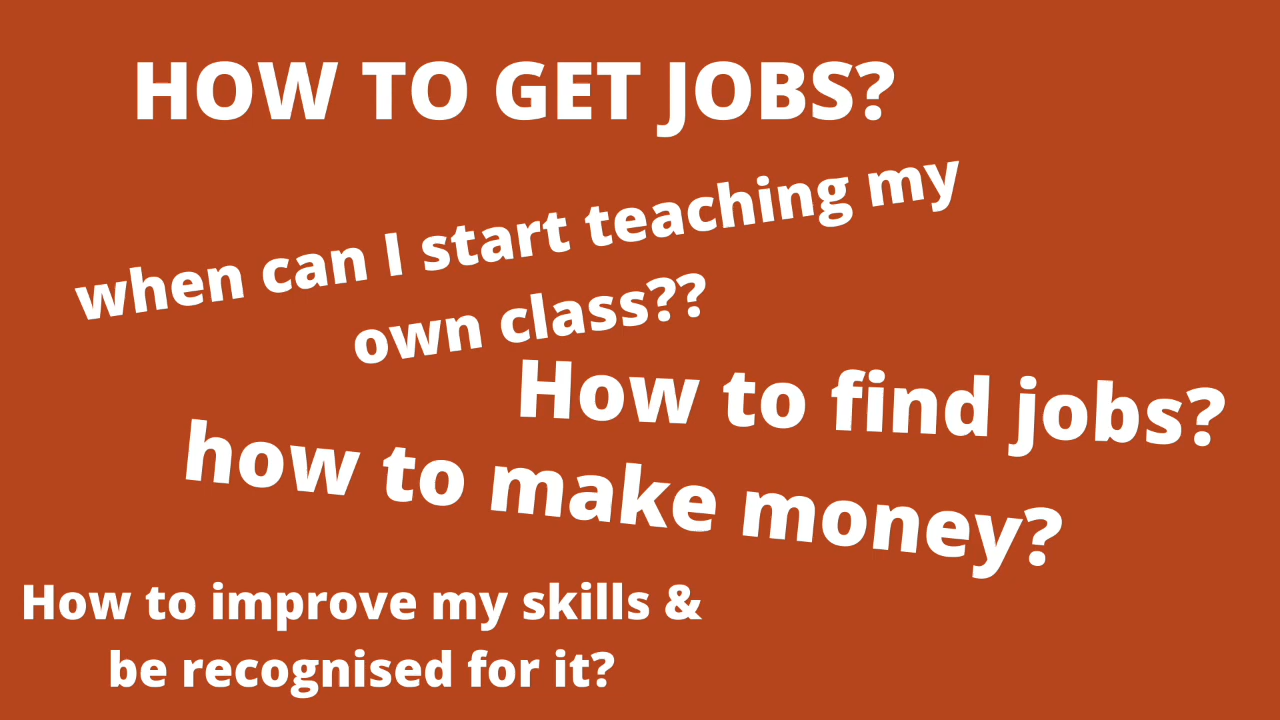 HOW TO GET JOBS?
when can I start teaching my
own class??
How to find jobs?
how to make money?
How to improve my skills &
be recognised for it?